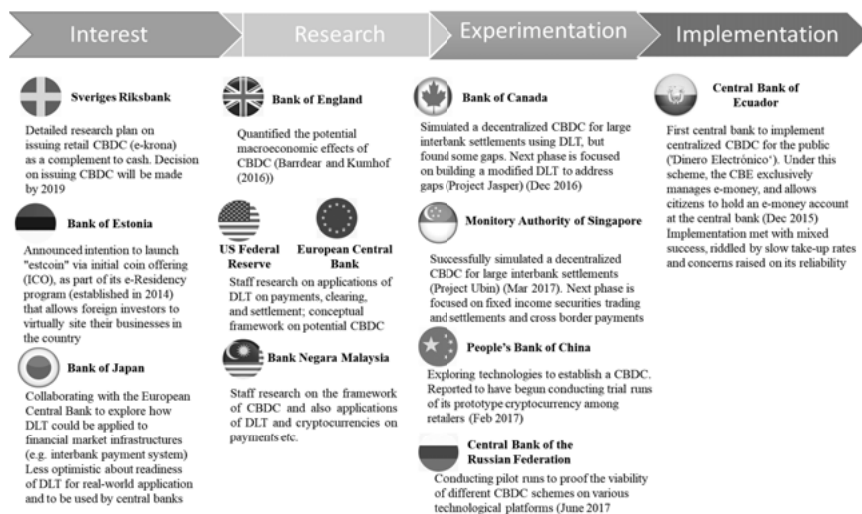 Interest
Research
Experimentation
Implementation
Sveriges Riksbank
Detailed research plan on
issuing retail CBDC (e-krona)
as a complement to cash. Decision
on issuing CBDC will be made
by 2019
Bank of Estonia
Announced intention to launch
"estcoin" via initial coin offering
(ICO), as part of its e-Residency
program (established in 2014)
that allows foreign investors to
virtually site their businesses in
the country
Bank of Japan
Collaborating with the European
Central Bank to explore how
DLT could be applied to
financial market infrastructures
(e.g. interbank payment system)
Less optimistic about readiness
of DLT for real-world application
and to be used by central banks
Bank of England
Quantified the potential
macroeconomic effects of
CBDC (Barrdear and Kumhof
(2016))
US Federal
Reserve
European Central
Bank
Staff research on applications of
DLT on payments, clearing,
and settlement; conceptual
framework on potential CBDC
Bank Negara Malaysia
Staff research on the framework
of CBDC and also applications
of DLT and cryptocurrencies on
payments etc.
Bank of Canada
Simulated a decentralized CBDC for large
interbank settlements using DLT, but
found some gaps. Next phase is focused
on building a modified DLT to address
gaps (Project Jasper) (Dec 2016)
Monitory Authority of Singapore
Successfully simulated a decentralized
CBDC for large interbank settlements
(Project Ubin) (Mar 2017). Next phase is
focused on fixed income securities trading
and settlements and cross border payments
People's Bank of China
Exploring technologies to establish a CBDC.
Reported to have begun conducting trial runs
of its prototype cryptocurrency among
retailers (Feb 2017)
Central Bank of the
Russian Federation
Conducting pilot runs to proof the viability
of different CBDC schemes on various
technological platforms (June 2017
Central Bank of
Ecuador
First central bank to implement
centralized CBDC for the public
('Dinero Electrónico'). Under this
scheme, the CBE exclusively
manages e-money, and allows
citizens to hold an e-money account
at the central bank (Dec 2015)
Implementation met with mixed
success, riddled by slow take-up rates
and concerns raised on its reliability